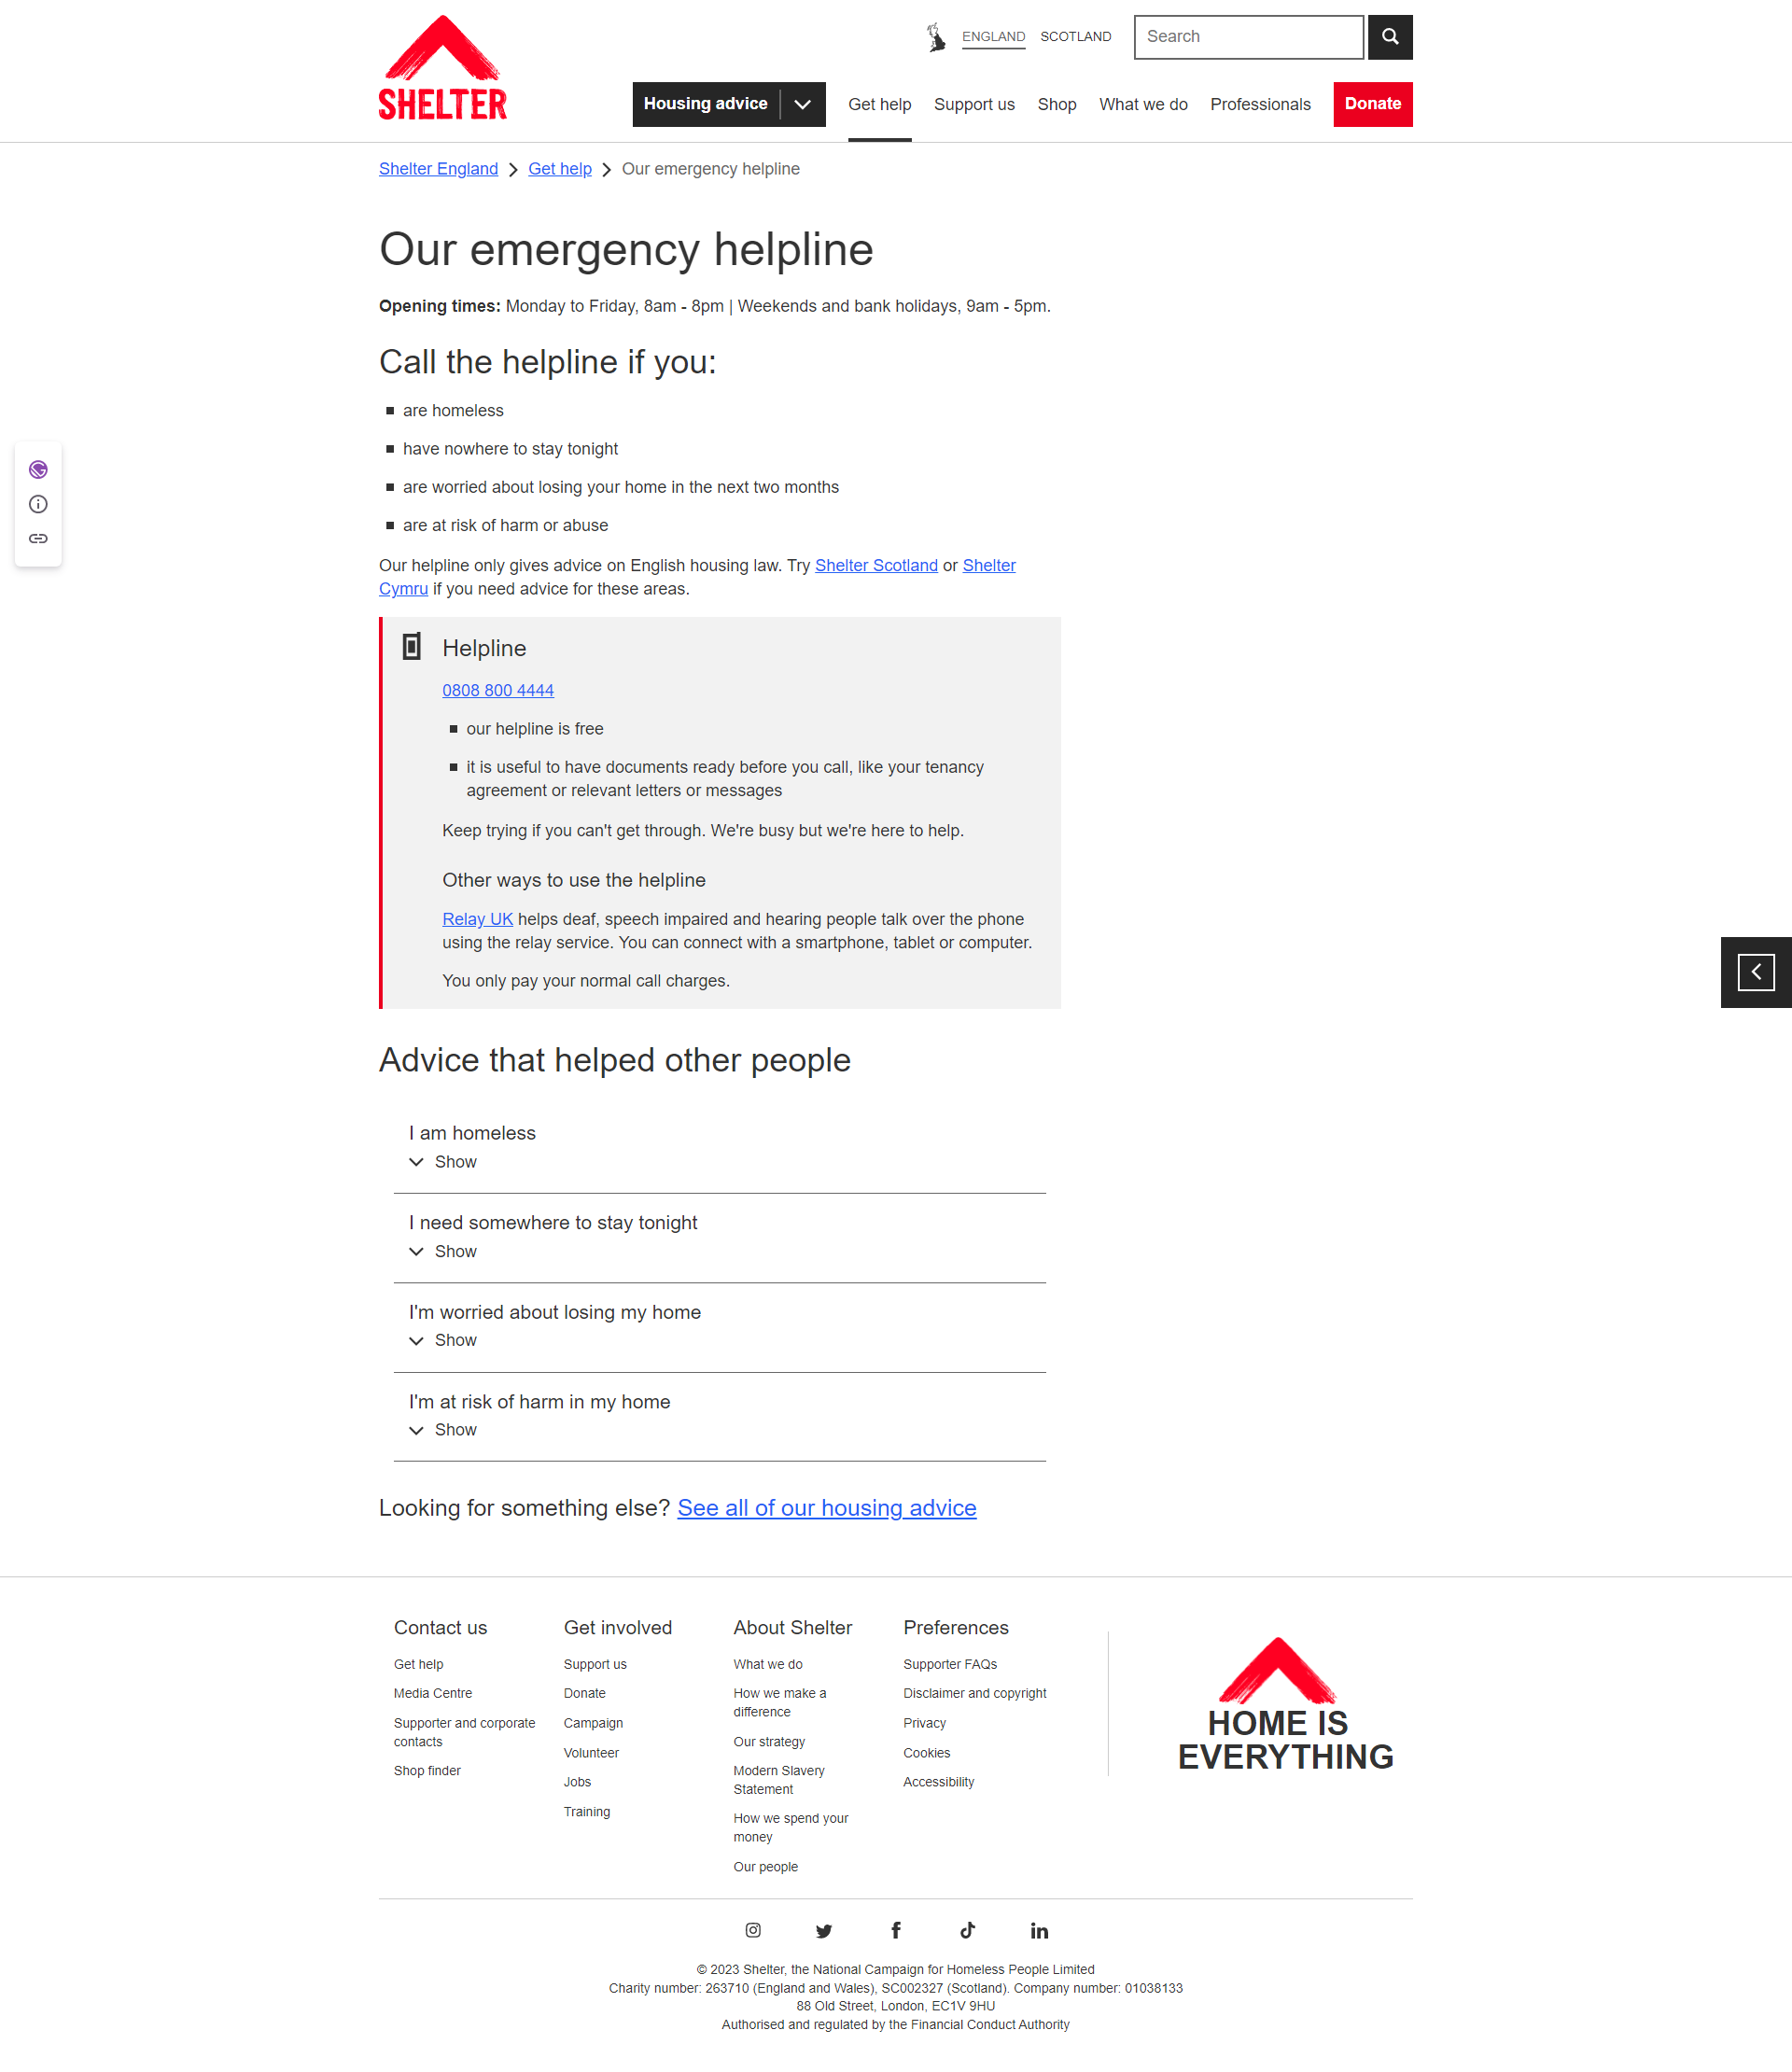 SHELTER
ENGLAND
SCOTLAND
Search
Housing advice
Get help
Support us
Shop
What we do
Professionals
Donate
Shelter England
Get help
Our emergency helpline
Our emergency helpline
Opening times: Monday to Friday, 8am - 8pm | Weekends and bank holidays, 9am - 5pm.
Call the helpline if you:
are homeless
have nowhere to stay tonight
are worried about losing your home in the next two months
are at risk of harm or abuse
Our helpline only gives advice on English housing law. Try Shelter Scotland or Shelter
Cymru if you need advice for these areas.
Helpline
0808 800 4444
our helpline is free
it is useful to have documents ready before you call, like your tenancy
agreement or relevant letters or messages
Keep trying if you can't get through. We're busy but we're here to help.
Other ways to use the helpline
Relay UK helps deaf, speech impaired and hearing people talk over the phone
using the relay service. You can connect with a smartphone, tablet or computer.
You only pay your normal call charges.
Advice that helped other people
I am homeless
Show
I need somewhere to stay tonight
Show
I'm worried about losing my home
Show
I'm at risk of harm in my home
Show
Looking for something else? See all of our housing advice
Contact us
Get help
Media Centre
Supporter and corporate
contacts
Shop finder
Get involved
Support us
Donate
Campaign
Volunteer
Jobs
Training
About Shelter
What we do
How we make a
difference
Our strategy
Modern Slavery
Statement
How we spend your
money
Our people
Preferences
Supporter FAQs
Disclaimer and copyright
Privacy
Cookies
Accessibility
HOME IS
EVERYTHING
© 2023 Shelter, the National Campaign for Homeless People Limited
Charity number: 263710 (England and Wales), SC002327 (Scotland). Company number: 01038133
88 Old Street, London, EC1V 9HU
Authorised and regulated by the Financial Conduct Authority